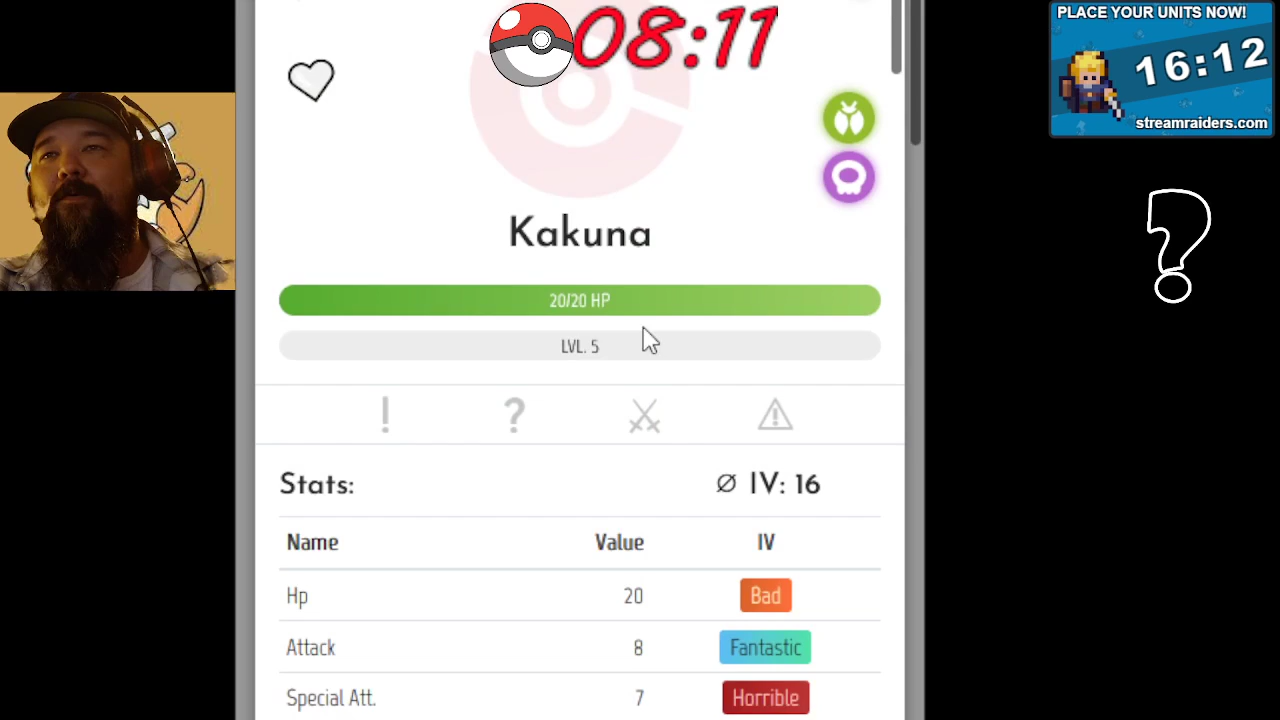 08:11
PLACE YOUR UNITS NOW!
16:12
streamraiders.com
Kakuna
20/20 HP
LVL. 5
! ?
?
Stats: Ø IV: 16
Name Value IV
Hp 20 Bad
Attack 8 Fantastic
Special Att. 7 Horrible